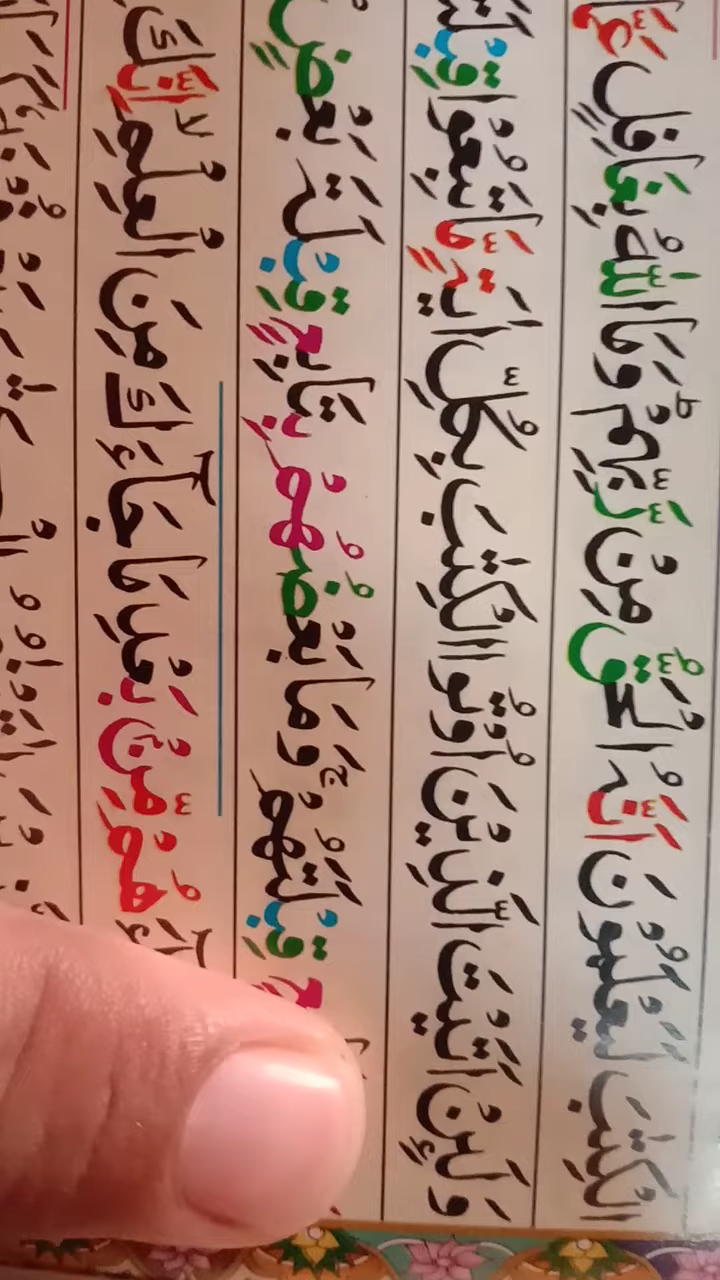 الْكِتٰبَ لَيَعْلَمُوْنَ اَنَّهُ الْحَقُّ مِنْ رَّبِّهِمْؕ وَمَا اللّٰهُ بِغَافِلٍ عَمَّا
وَلَىِٕنْ اَتَيْتَ الَّذِيْنَ اُوْتُوا الْكِتٰبَ بِكُلِّ اٰيَةٍ مَّا تَبِعُوْا قِبْلَتَ
قِبْلَتَهُمْۚ وَمَا بَعْضُهُمْ بِتَابِعٍ قِبْلَةَ بَعْضٍ
هُمْ مِّنْۢ بَعْدِ مَا جَآءَكَ مِنَ الْعِلْمِۙ اِنَّكَ